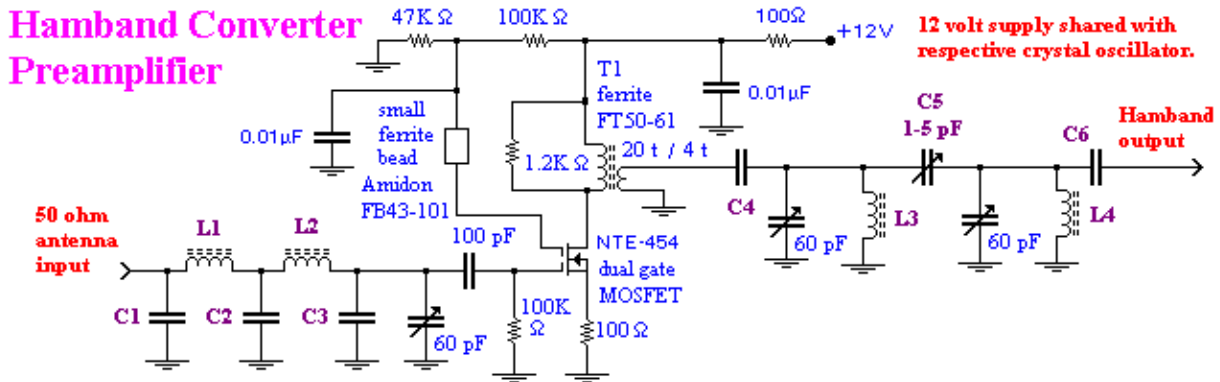 Hamband Converter
Preamplifier
47K Ω
100K Ω
100Ω
+12V
12 volt supply shared with
respective crystal oscillator.
0.01µF
small
ferrite
bead
Amidon
FB43-101
T1
ferrite
FT50-61
20 t / 4 t
1.2K Ω
0.01µF
C5
1-5 pF
C6
Hamband
output
C4
60 pF
L3
60 pF
L4
50 ohm
antenna
input
L1
L2
100 pF
NTE-454
dual gate
MOSFET
C1
C2
C3
60 pF
100K
Ω
100 Ω